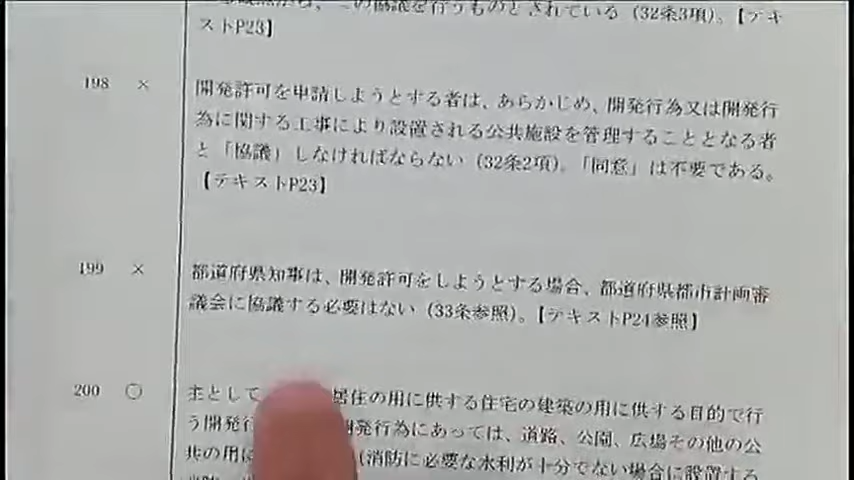 この協議を行うものとされている（32条3項）。【テキ
ストP23】
198 × 開発許可を申請しようとする者は、あらかじめ、開発行為又は開発行
為に関する工事により設置される公共施設を管理することとなる者
と「協議」しなければならない（32条2項）。「同意」は不要である。
【テキストP23】
199 × 都道府県知事は、開発許可をしようとする場合、都道府県都市計画審
議会に協議する必要はない（33条参照）。【テキストP24参照】
200 ○ 主として 居住の用に供する住宅の建築の用に供する目的で行
う開発行 開発行為にあっては、道路、公園、広場その他の公
共の用に （消防に必要な水利が十分でない場合に設置する